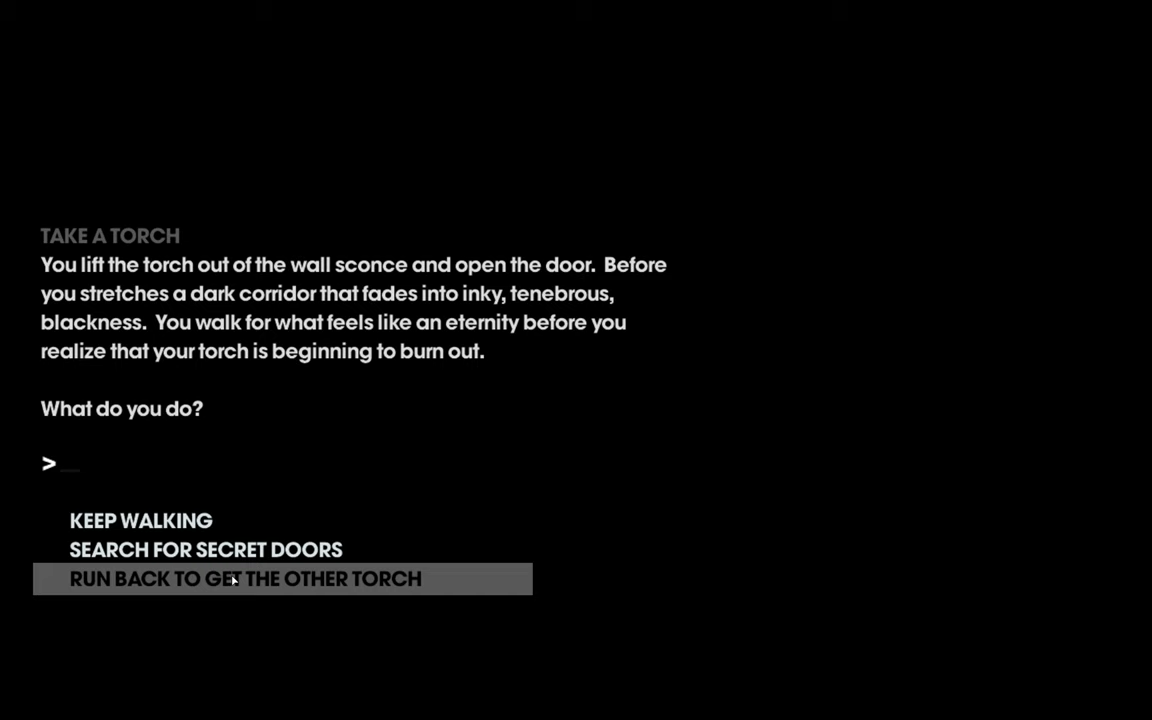 TAKE A TORCH
You lift the torch out of the wall sconce and open the door.  Before
you stretches a dark corridor that fades into inky, tenebrous,
blackness.  You walk for what feels like an eternity before you
realize that your torch is beginning to burn out.
What do you do?
>__
KEEP WALKING
SEARCH FOR SECRET DOORS
RUN BACK TO GET THE OTHER TORCH